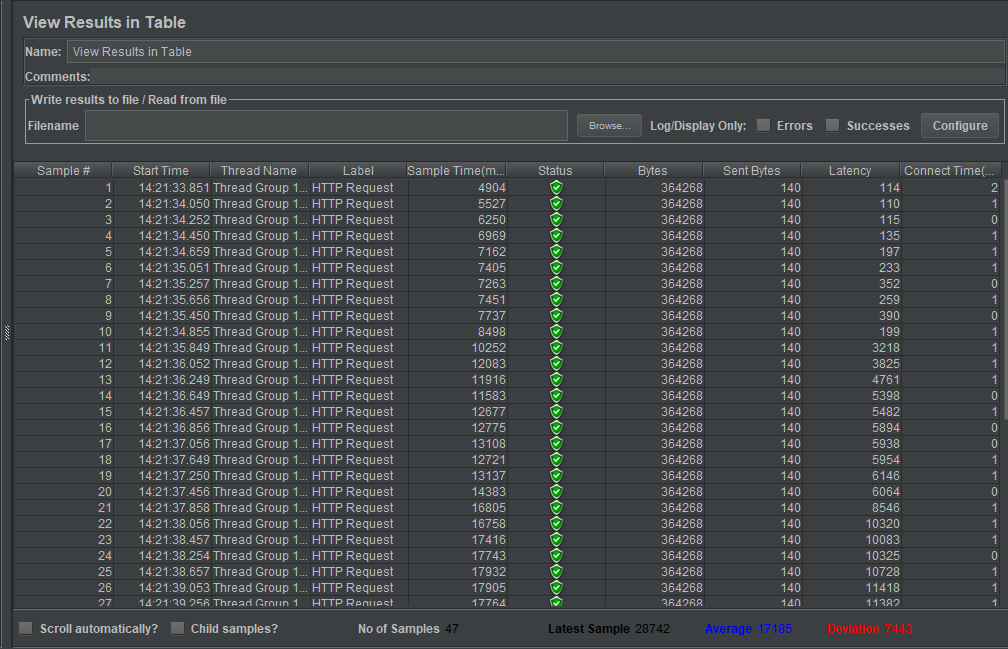 View Results in Table
Name: View Results in Table
Comments:
Write results to file / Read from file
Filename Browse... Log/Display Only: Errors Successes Configure
Sample # Start Time Thread Name Label Sample Time(m... Status Bytes Sent Bytes Latency Connect Time(...
1 14:21:33.851 Thread Group 1... HTTP Request 4904 364268 140 114 2
2 14:21:34.050 Thread Group 1... HTTP Request 5527 364268 140 110 1
3 14:21:34.252 Thread Group 1... HTTP Request 6250 364268 140 115 0
4 14:21:34.450 Thread Group 1... HTTP Request 6969 364268 140 135 1
5 14:21:34.659 Thread Group 1... HTTP Request 7162 364268 140 197 1
6 14:21:35.051 Thread Group 1... HTTP Request 7405 364268 140 233 1
7 14:21:35.257 Thread Group 1... HTTP Request 7263 364268 140 352 0
8 14:21:35.656 Thread Group 1... HTTP Request 7451 364268 140 259 1
9 14:21:35.450 Thread Group 1... HTTP Request 7737 364268 140 390 0
10 14:21:34.855 Thread Group 1... HTTP Request 8498 364268 140 199 1
11 14:21:35.849 Thread Group 1... HTTP Request 10252 364268 140 3218 1
12 14:21:36.052 Thread Group 1... HTTP Request 12083 364268 140 3825 1
13 14:21:36.249 Thread Group 1... HTTP Request 11916 364268 140 4761 1
14 14:21:36.649 Thread Group 1... HTTP Request 11583 364268 140 5398 0
15 14:21:36.457 Thread Group 1... HTTP Request 12677 364268 140 5482 1
16 14:21:36.856 Thread Group 1... HTTP Request 12775 364268 140 5894 0
17 14:21:37.056 Thread Group 1... HTTP Request 13108 364268 140 5938 0
18 14:21:37.649 Thread Group 1... HTTP Request 12721 364268 140 5954 1
19 14:21:37.250 Thread Group 1... HTTP Request 13137 364268 140 6146 1
20 14:21:37.456 Thread Group 1... HTTP Request 14383 364268 140 6064 0
21 14:21:37.858 Thread Group 1... HTTP Request 16805 364268 140 8546 1
22 14:21:38.056 Thread Group 1... HTTP Request 16758 364268 140 10320 1
23 14:21:38.457 Thread Group 1... HTTP Request 17416 364268 140 10083 1
24 14:21:38.254 Thread Group 1... HTTP Request 17743 364268 140 10325 0
25 14:21:38.657 Thread Group 1... HTTP Request 17932 364268 140 10728 1
26 14:21:39.053 Thread Group 1... HTTP Request 17905 364268 140 11418 1
27 14:21:39.256 Thread Group 1... HTTP Request 17764 364268 140 11382 1
Scroll automatically? Child samples? No of Samples 47 Latest Sample 28742 Average 17185 Deviation 7443